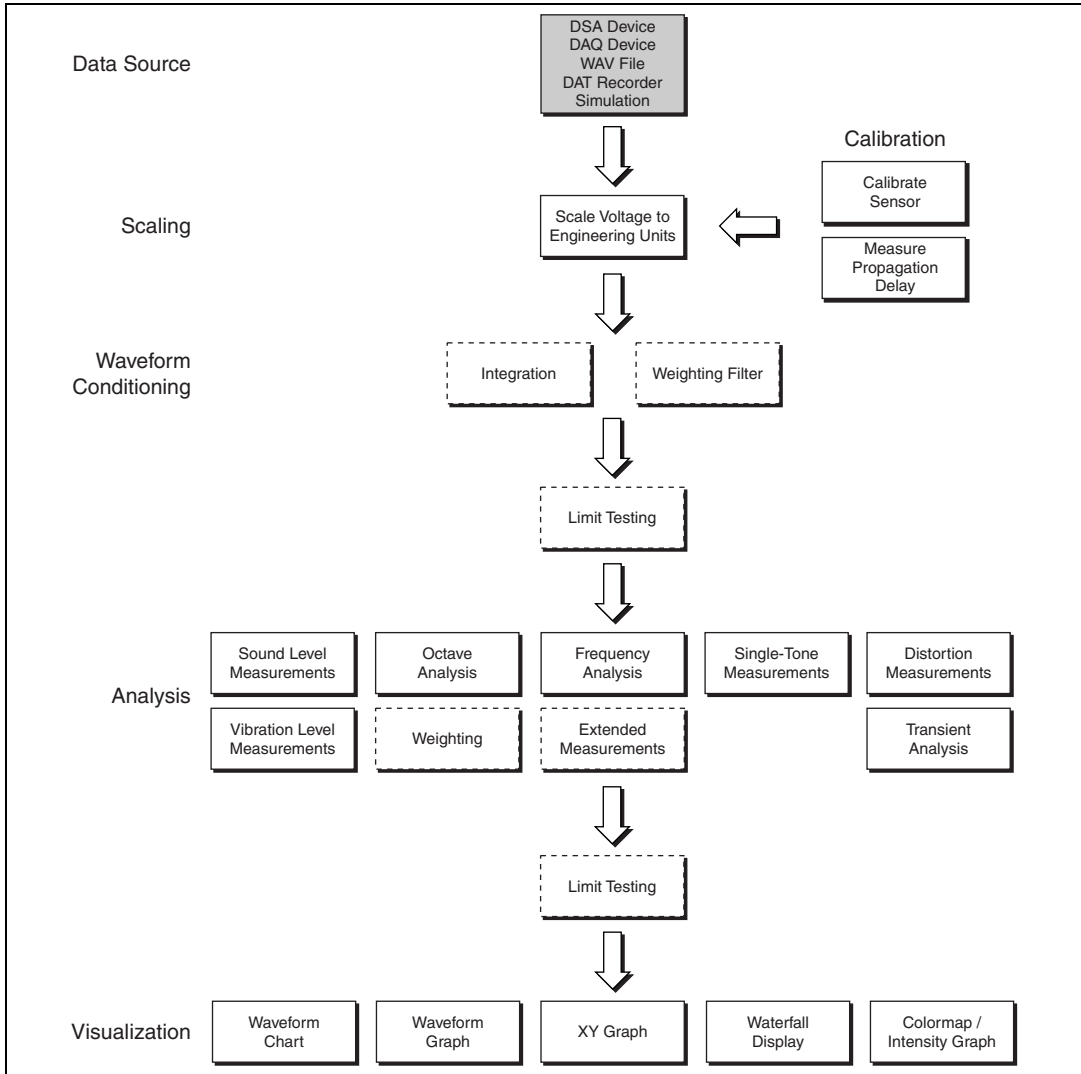 Data Source
DSA Device
DAQ Device
WAV File
DAT Recorder
Simulation
Calibration
Calibrate
Sensor
Scaling
Scale Voltage to
Engineering Units
Measure
Propagation
Delay
Waveform
Conditioning
Integration
Weighting Filter
Limit Testing
Analysis
Sound Level
Measurements
Octave
Analysis
Frequency
Analysis
Single-Tone
Measurements
Distortion
Measurements
Vibration Level
Measurements
Weighting
Extended
Measurements
Transient
Analysis
Limit Testing
Visualization
Waveform
Chart
Waveform
Graph
XY Graph
Waterfall
Display
Colormap /
Intensity Graph